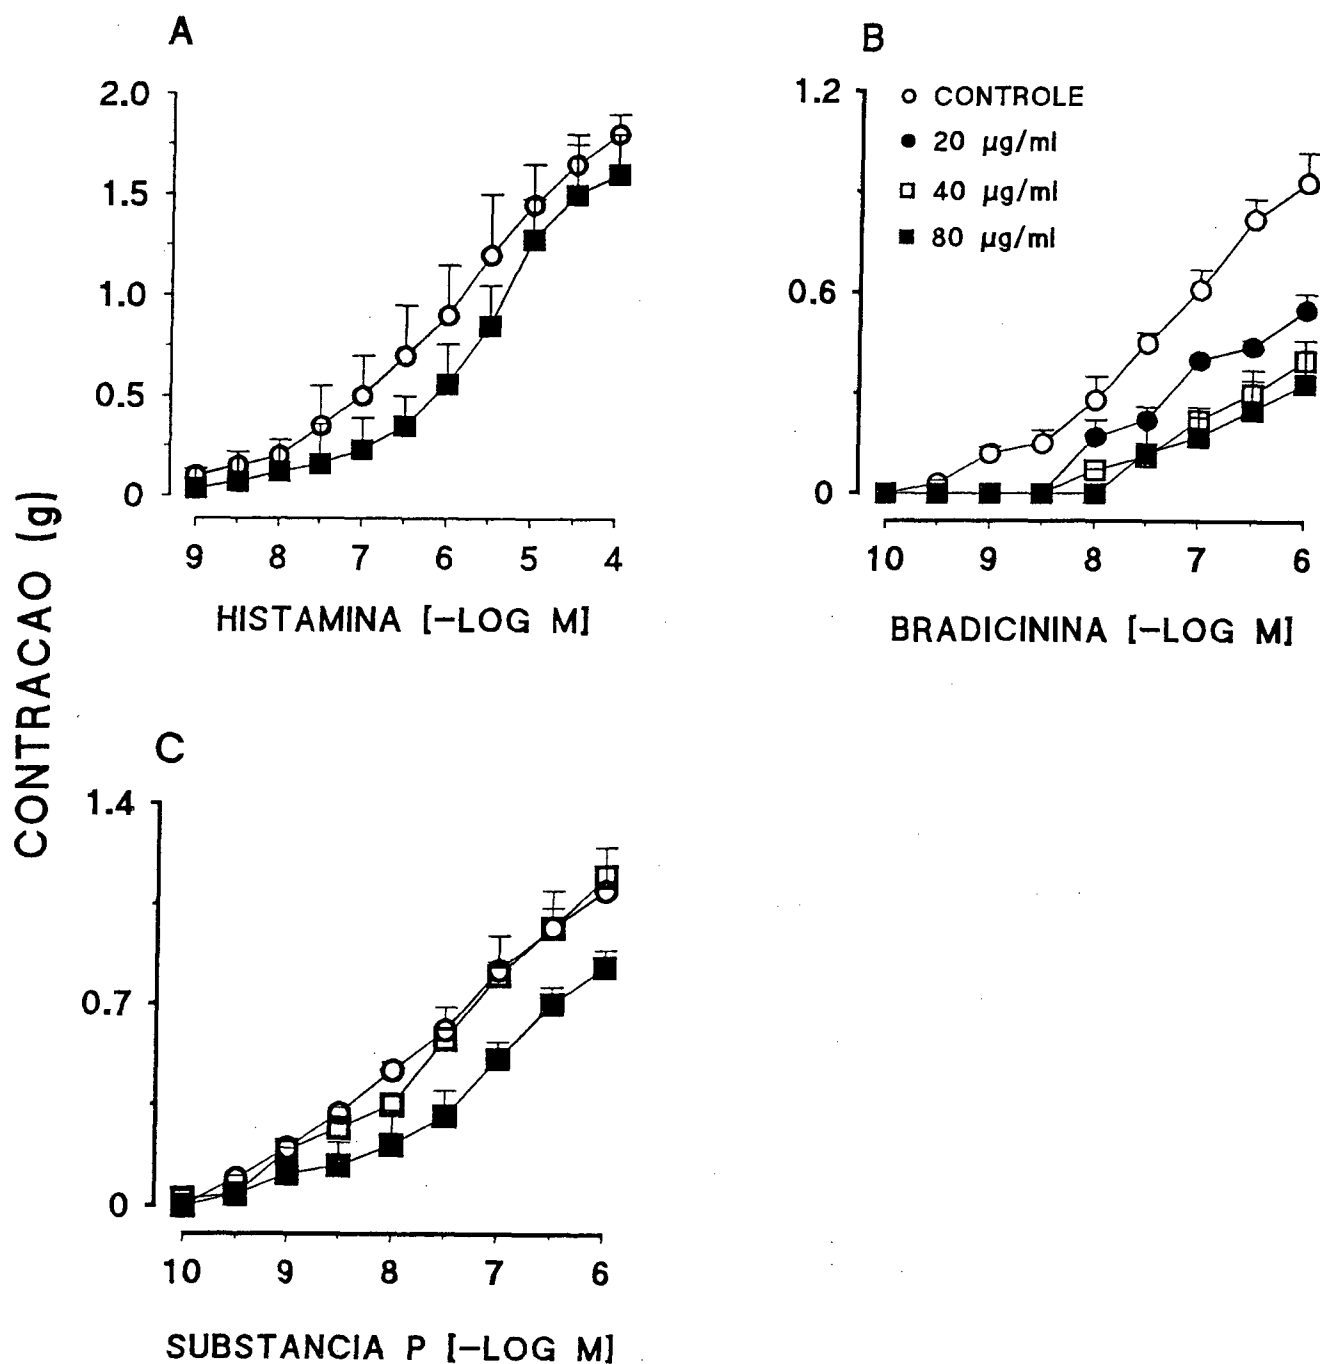 A
2.0
1.5
1.0
0.5
0
9 8 7 6 5 4
HISTAMINA [-LOG M]
B
1.2
0.6
0
CONTROLE
20 µg/ml
40 µg/ml
80 µg/ml
10 9 8 7 6
BRADICININA [-LOG M]
CONTRACAO (g)
C
1.4
0.7
0
10 9 8 7 6
SUBSTANCIA P [-LOG M]